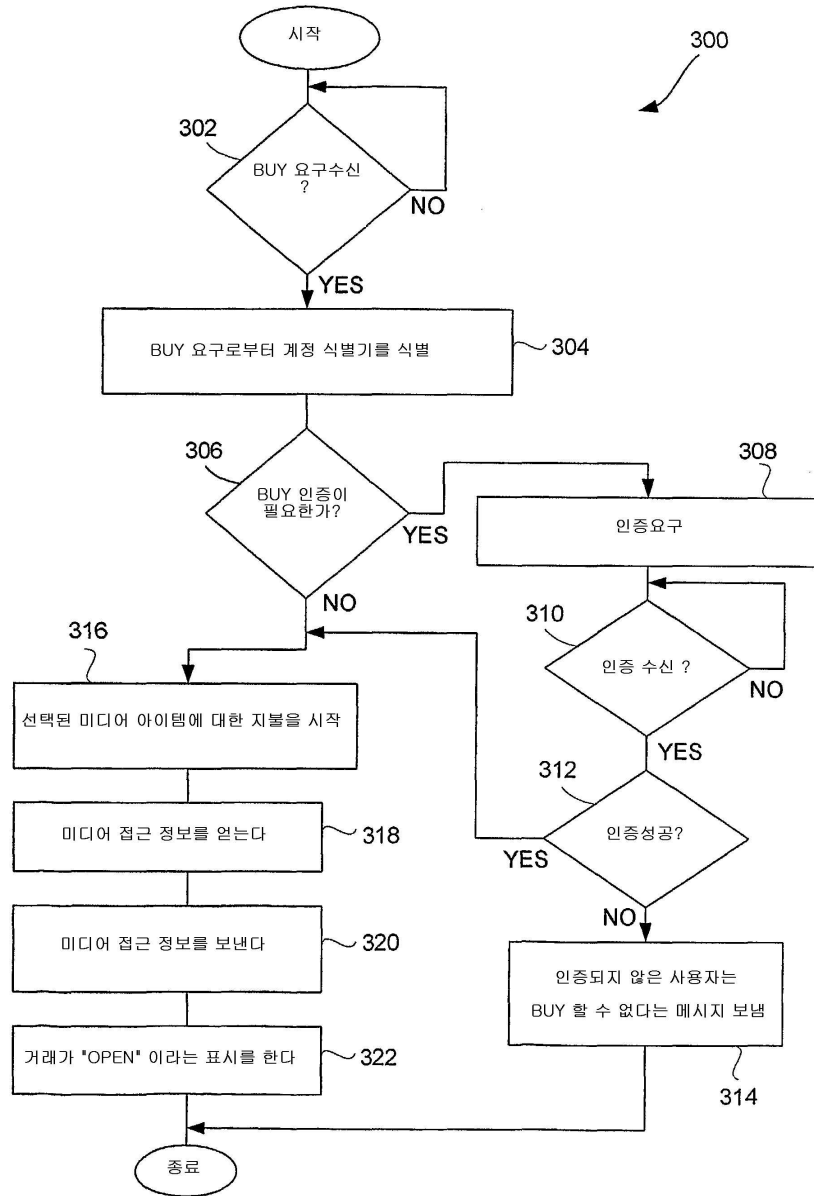 시작
300
302
BUY 요구수신
?
NO
YES
BUY 요구로부터 계정 식별기를 식별
304
306
BUY 인증이
필요한가?
YES
308
인증요구
NO
310
인증 수신 ?
NO
316
선택된 미디어 아이템에 대한 지불을 시작
YES
312
인증성공?
YES
미디어 접근 정보를 얻는다
318
NO
미디어 접근 정보를 보낸다
320
인증되지 않은 사용자는
BUY 할 수 없다는 메시지 보냄
314
거래가 "OPEN" 이라는 표시를 한다
322
종료